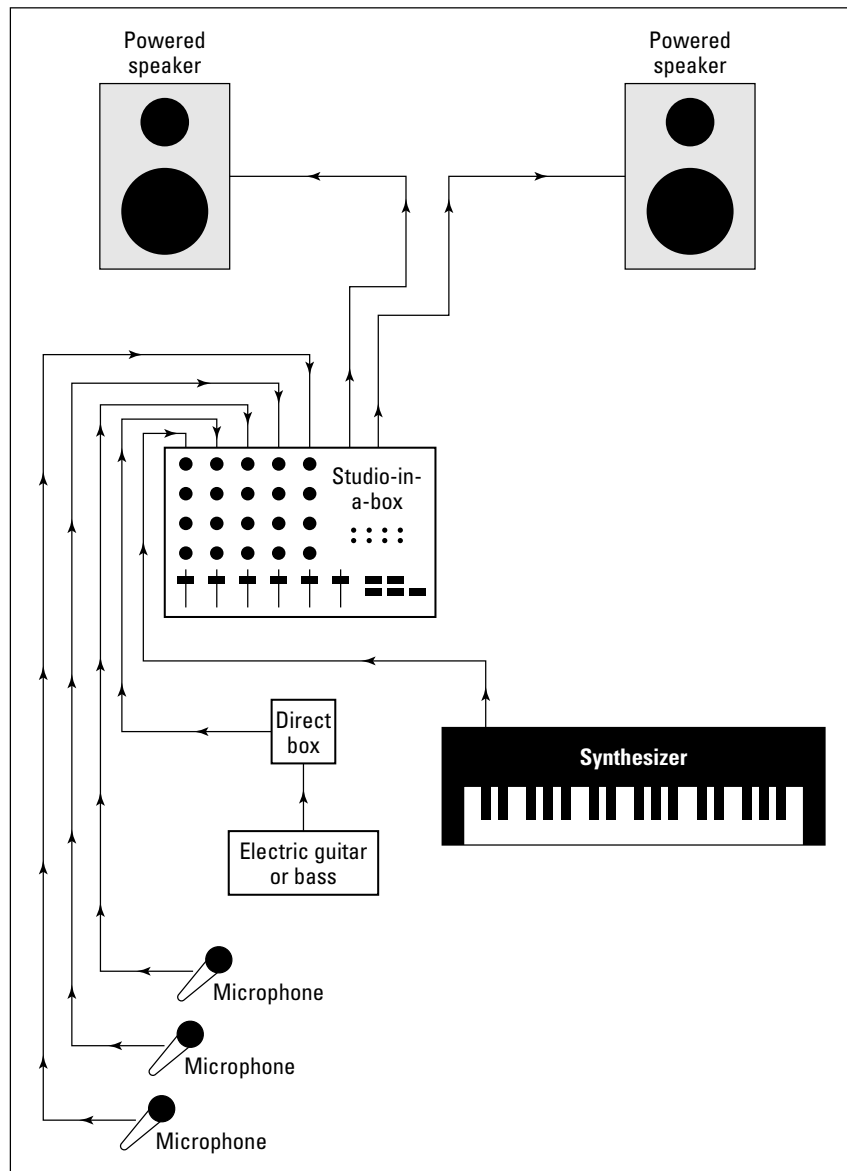 Powered
speaker
Powered
speaker
Studio-in-
a-box
Direct
box
Synthesizer
Electric guitar
or bass
Microphone
Microphone
Microphone